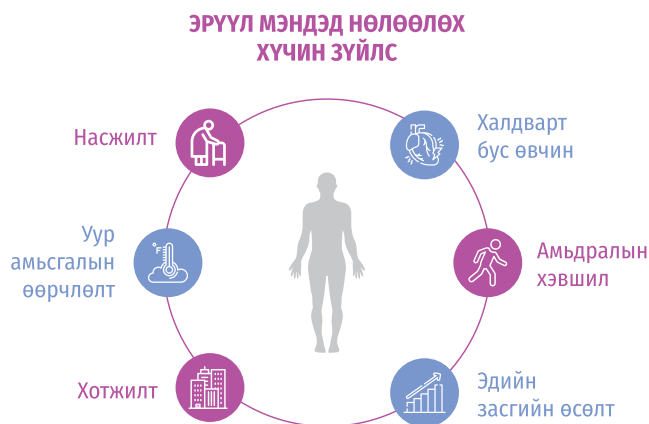 ЭРҮҮЛ МЭНДЭД НӨЛӨӨЛӨХ
ХҮЧИН ЗҮЙЛС
Насжилт
Халдварт
бус өвчин
Уур
амьсгалын
өөрчлөлт
°F
Амьдралын
хэвшил
Хотжилт
Эдийн
засгийн өсөлт